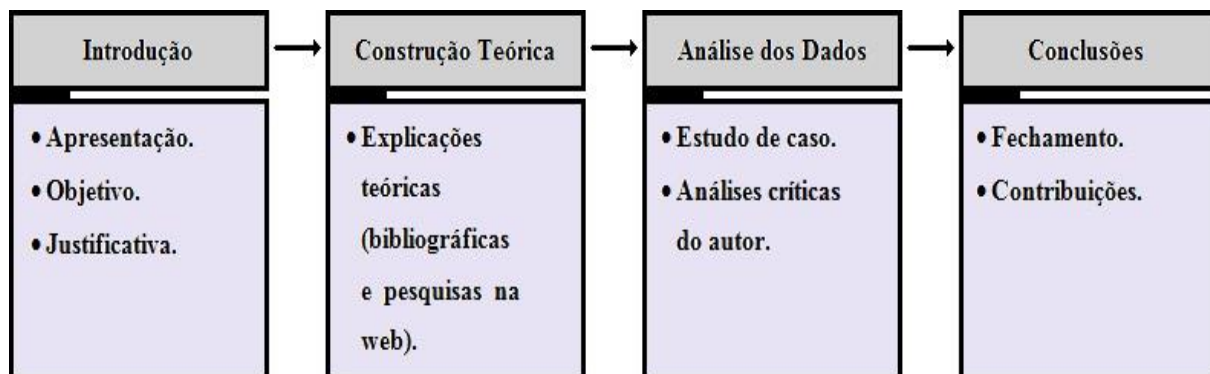 Introdução
• Apresentação.
• Objetivo.
• Justificativa.
Construção Teórica
• Explicações
teóricas
(bibliográficas
e pesquisas na
web).
Análise dos Dados
• Estudo de caso.
• Análises críticas
do autor.
Conclusões
• Fechamento.
• Contribuições.